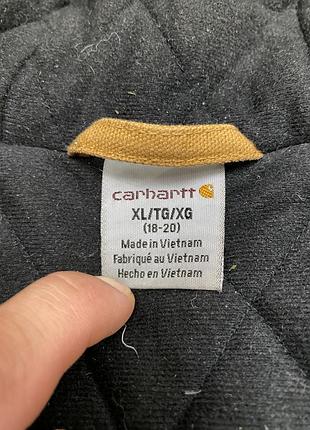 carhartt
XL/TG/XG
(18-20)
Made in Vietnam
Fabriqué au Vietnam
Hecho en Vietnam